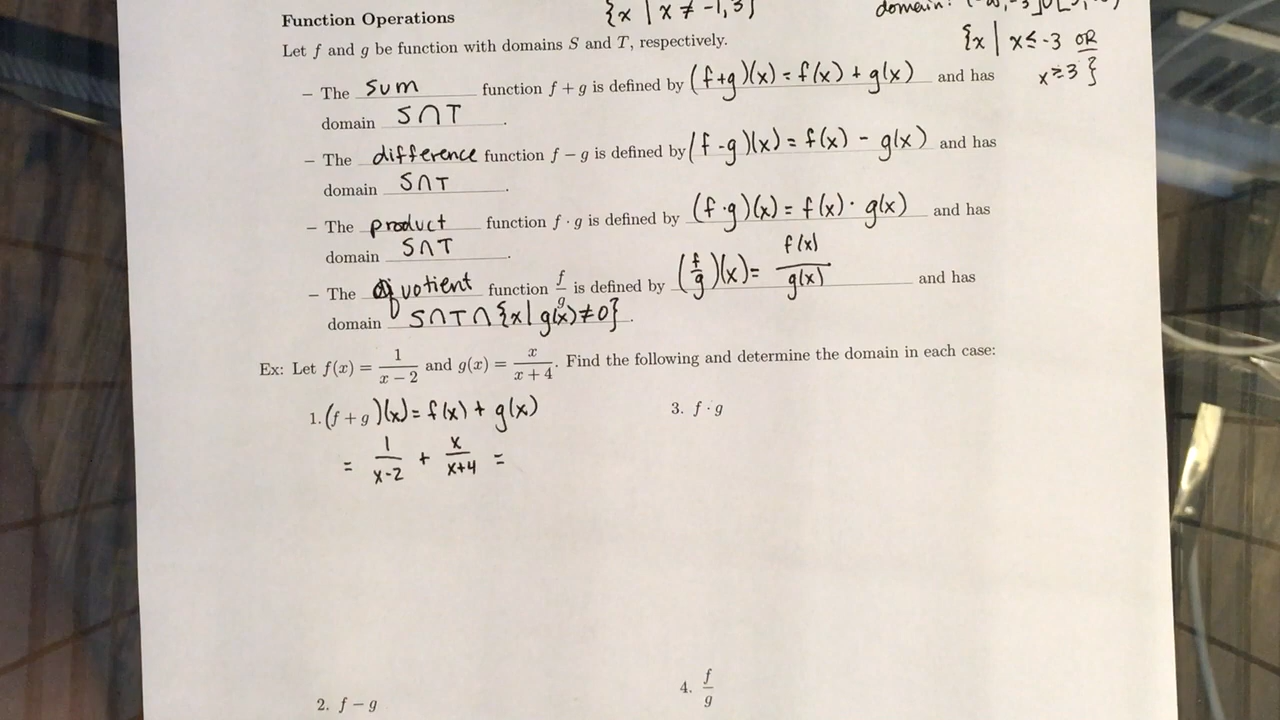 Function Operations
{x | x ≠ -1, 3}
domain:
{x | x ≤ -3 OR
x ≥ 3}
Let f and g be function with domains S and T, respectively.
– The sum function f + g is defined by (f+g)(x) = f(x) + g(x) and has
domain S∩T.
– The difference function f − g is defined by (f-g)(x) = f(x) - g(x) and has
domain S∩T.
– The product function f · g is defined by (f·g)(x) = f(x) · g(x) and has
domain S∩T.
– The quotient function f/g is defined by (f/g)(x) = f(x)/g(x) and has
domain S∩T∩{x | g(x) ≠ 0}.
Ex: Let f(x) = 1/(x − 2) and g(x) = x/(x + 4). Find the following and determine the domain in each case:
1. (f + g)(x) = f(x) + g(x)
= 1/(x-2) + x/(x+4) =
3. f · g
2. f − g
4. f/g